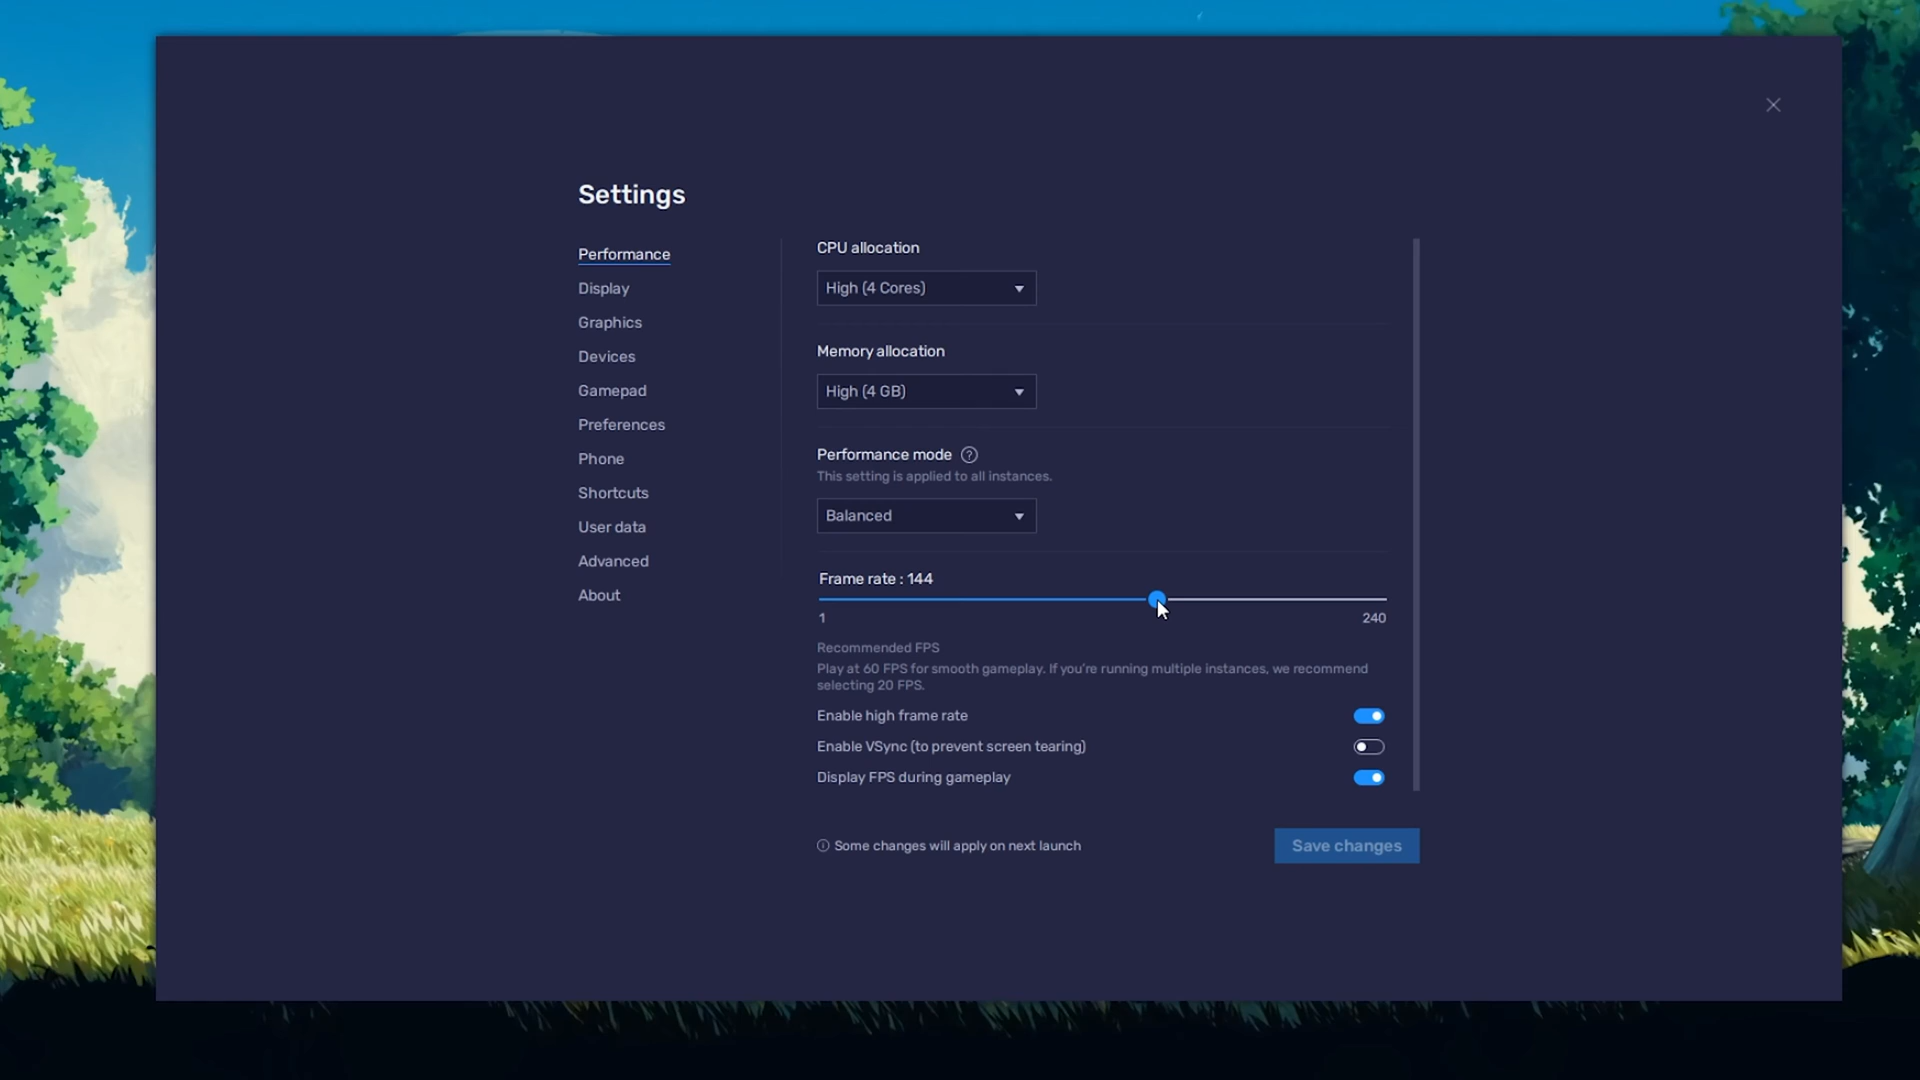 Settings
Performance
Display
Graphics
Devices
Gamepad
Preferences
Phone
Shortcuts
User data
Advanced
About
CPU allocation
High (4 Cores)
Memory allocation
High (4 GB)
Performance mode ?
This setting is applied to all instances.
Balanced
Frame rate : 144
1 240
Recommended FPS
Play at 60 FPS for smooth gameplay. If you're running multiple instances, we recommend
selecting 20 FPS.
Enable high frame rate
Enable VSync (to prevent screen tearing)
Display FPS during gameplay
Some changes will apply on next launch
Save changes